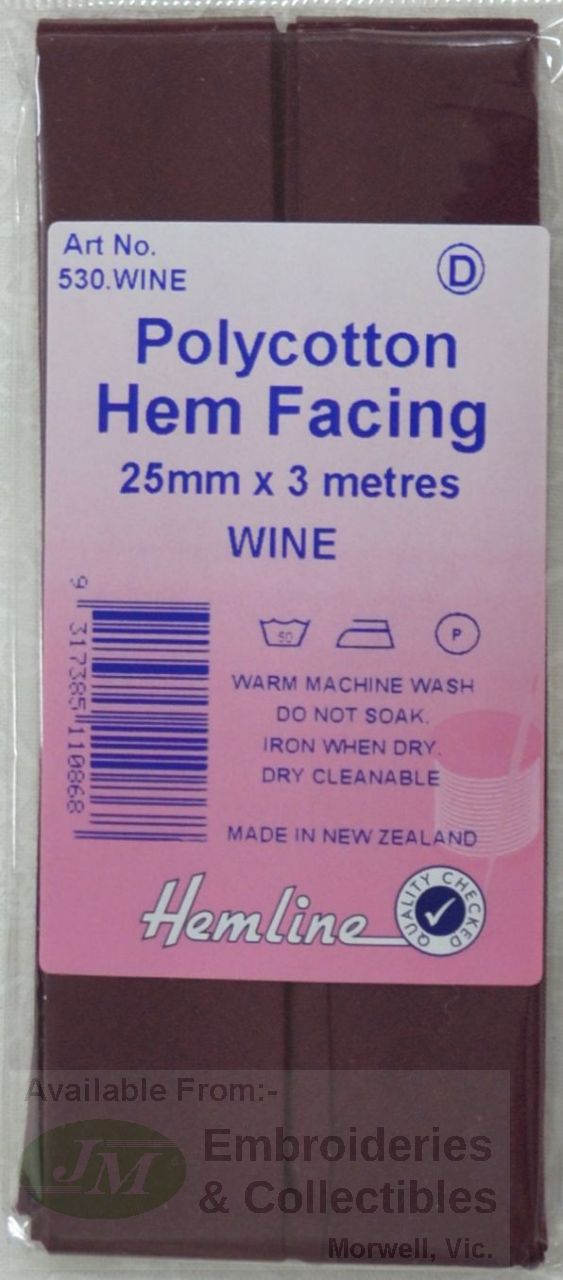 Art No.
530.WINE
D
Polycotton
Hem Facing
25mm x 3 metres
WINE
9 317385 110868
50
P
WARM MACHINE WASH
DO NOT SOAK.
IRON WHEN DRY.
DRY CLEANABLE
MADE IN NEW ZEALAND
Hemline
QUALITY CHECKED
Available From:-
JM
Embroideries
& Collectibles
Morwell, Vic.